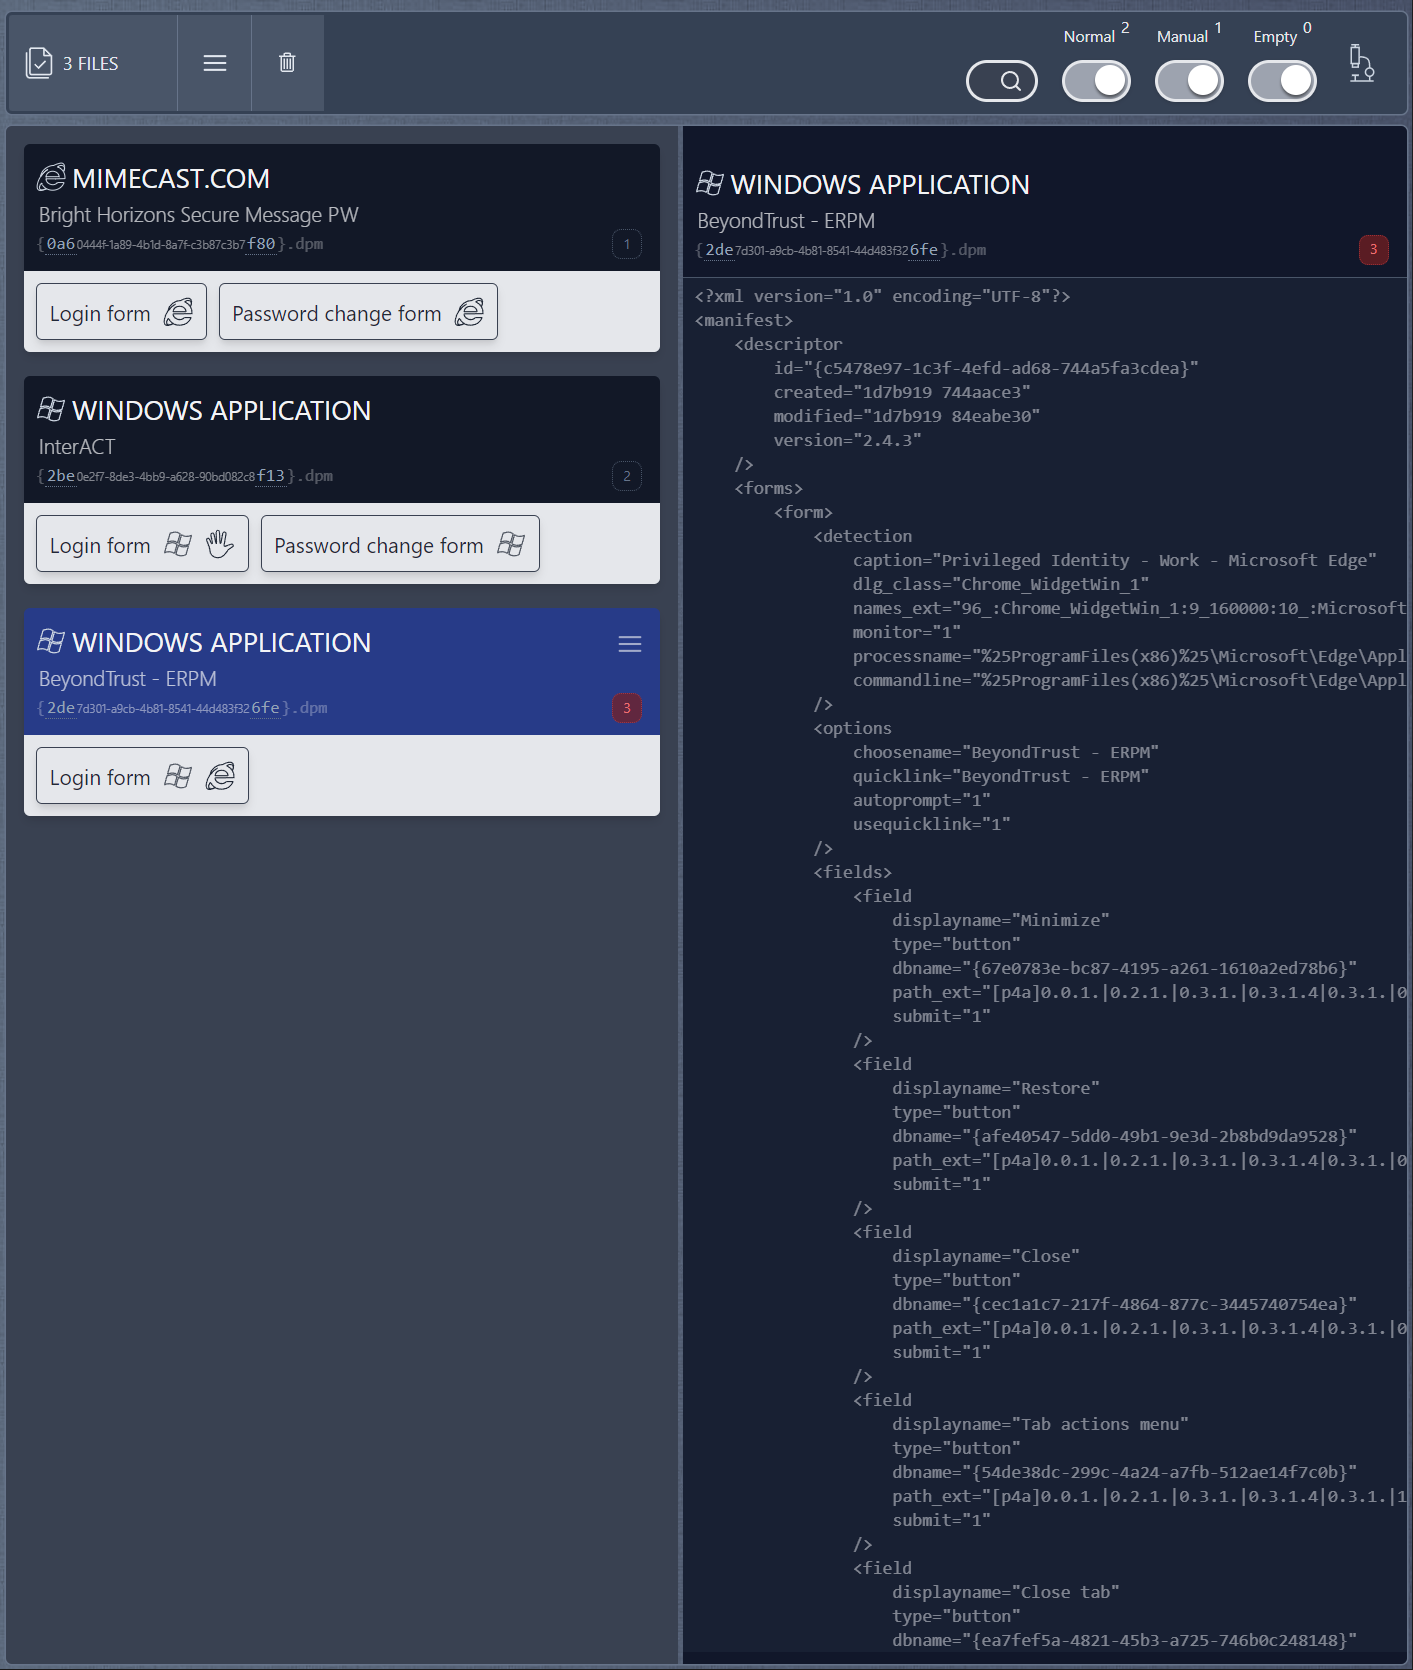 3 FILES
Normal 2
Manual 1
Empty 0
MIMECAST.COM
Bright Horizons Secure Message PW
{0a60444f-1a89-4b1d-8a7f-c3b87c3b7f80}.dpm
1
Login form
Password change form
WINDOWS APPLICATION
InterACT
{2be0e2f7-8de3-4bb9-a628-90bd082c8f13}.dpm
2
Login form
Password change form
WINDOWS APPLICATION
BeyondTrust - ERPM
{2de7d301-a9cb-4b81-8541-44d483f326fe}.dpm
3
Login form
WINDOWS APPLICATION
BeyondTrust - ERPM
{2de7d301-a9cb-4b81-8541-44d483f326fe}.dpm
3
<?xml version="1.0" encoding="UTF-8"?>
<manifest>
<descriptor
id="{c5478e97-1c3f-4efd-ad68-744a5fa3cdea}"
created="1d7b919 744aace3"
modified="1d7b919 84eabe30"
version="2.4.3"
/>
<forms>
<form>
<detection
caption="Privileged Identity - Work - Microsoft Edge"
dlg_class="Chrome_WidgetWin_1"
names_ext="96_:Chrome_WidgetWin_1:9_160000:10_:Microsoft
monitor="1"
processname="%25ProgramFiles(x86)%25\Microsoft\Edge\Appl
commandline="%25ProgramFiles(x86)%25\Microsoft\Edge\Appl
/>
<options
choosename="BeyondTrust - ERPM"
quicklink="BeyondTrust - ERPM"
autoprompt="1"
usequicklink="1"
/>
<fields>
<field
displayname="Minimize"
type="button"
dbname="{67e0783e-bc87-4195-a261-1610a2ed78b6}"
path_ext="[p4a]0.0.1.|0.2.1.|0.3.1.|0.3.1.4|0.3.1.|0
submit="1"
/>
<field
displayname="Restore"
type="button"
dbname="{afe40547-5dd0-49b1-9e3d-2b8bd9da9528}"
path_ext="[p4a]0.0.1.|0.2.1.|0.3.1.|0.3.1.4|0.3.1.|0
submit="1"
/>
<field
displayname="Close"
type="button"
dbname="{cec1a1c7-217f-4864-877c-3445740754ea}"
path_ext="[p4a]0.0.1.|0.2.1.|0.3.1.|0.3.1.4|0.3.1.|0
submit="1"
/>
<field
displayname="Tab actions menu"
type="button"
dbname="{54de38dc-299c-4a24-a7fb-512ae14f7c0b}"
path_ext="[p4a]0.0.1.|0.2.1.|0.3.1.|0.3.1.4|0.3.1.|1
submit="1"
/>
<field
displayname="Close tab"
type="button"
dbname="{ea7fef5a-4821-45b3-a725-746b0c248148}"